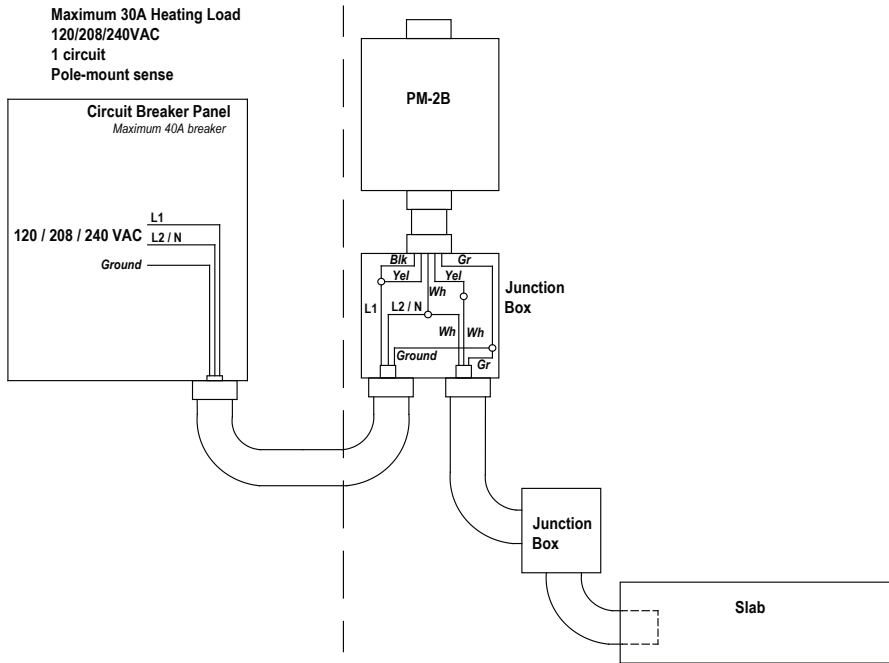 Maximum 30A Heating Load
120/208/240VAC
1 circuit
Pole-mount sense
Circuit Breaker Panel
Maximum 40A breaker
L1
120 / 208 / 240 VAC
L2 / N
Ground
PM-2B
Blk
Gr
Yel
Yel
Wh
L1
L2 / N
Wh
Wh
Ground
Gr
Junction
Box
Junction
Box
Slab